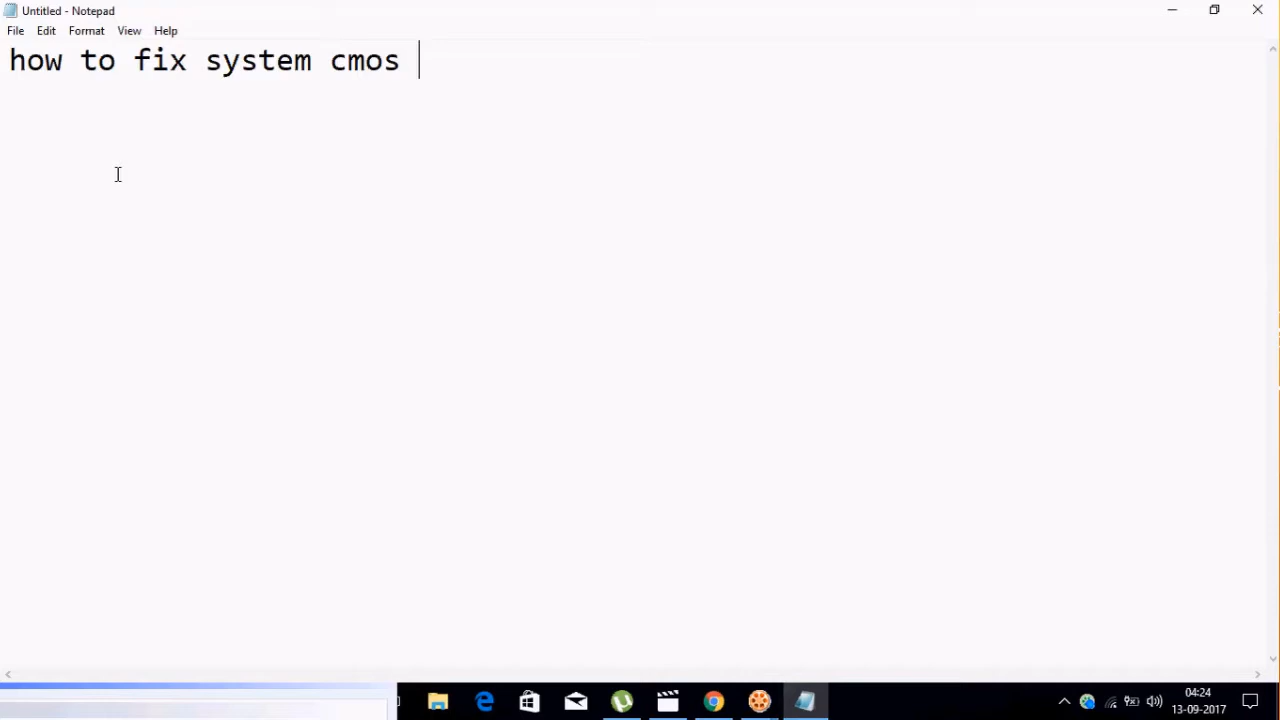 Untitled - Notepad
File Edit Format View Help
how to fix system cmos
04:24
13-09-2017